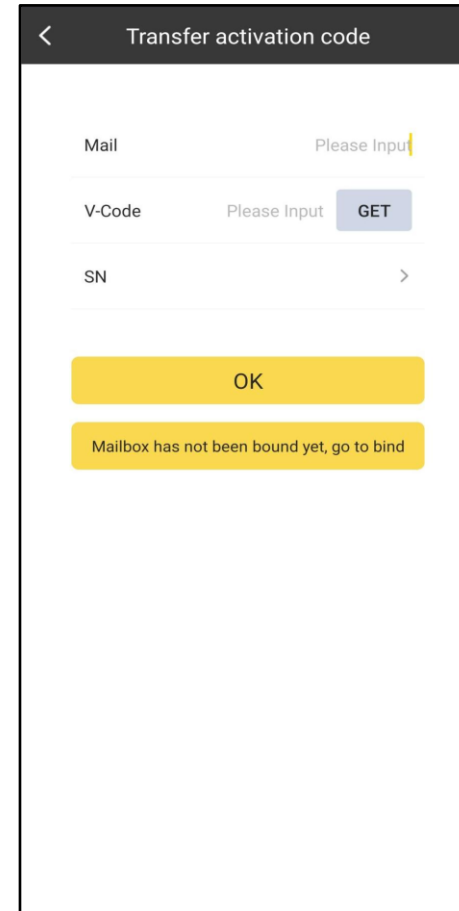 Transfer activation code
Mail Please Input
V-Code Please Input GET
SN
OK
Mailbox has not been bound yet, go to bind